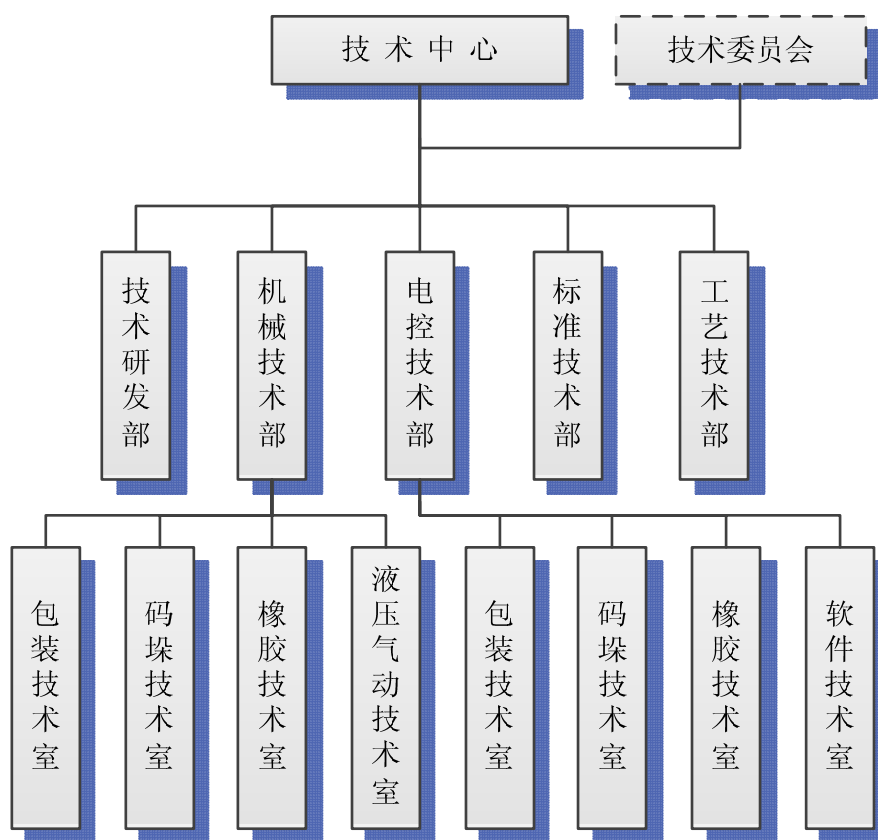 技术中心
技术委员会
技术研发部
机械技术部
电控技术部
标准技术部
工艺技术部
包装技术室
码垛技术室
橡胶技术室
液压气动技术室
包装技术室
码垛技术室
橡胶技术室
软件技术室